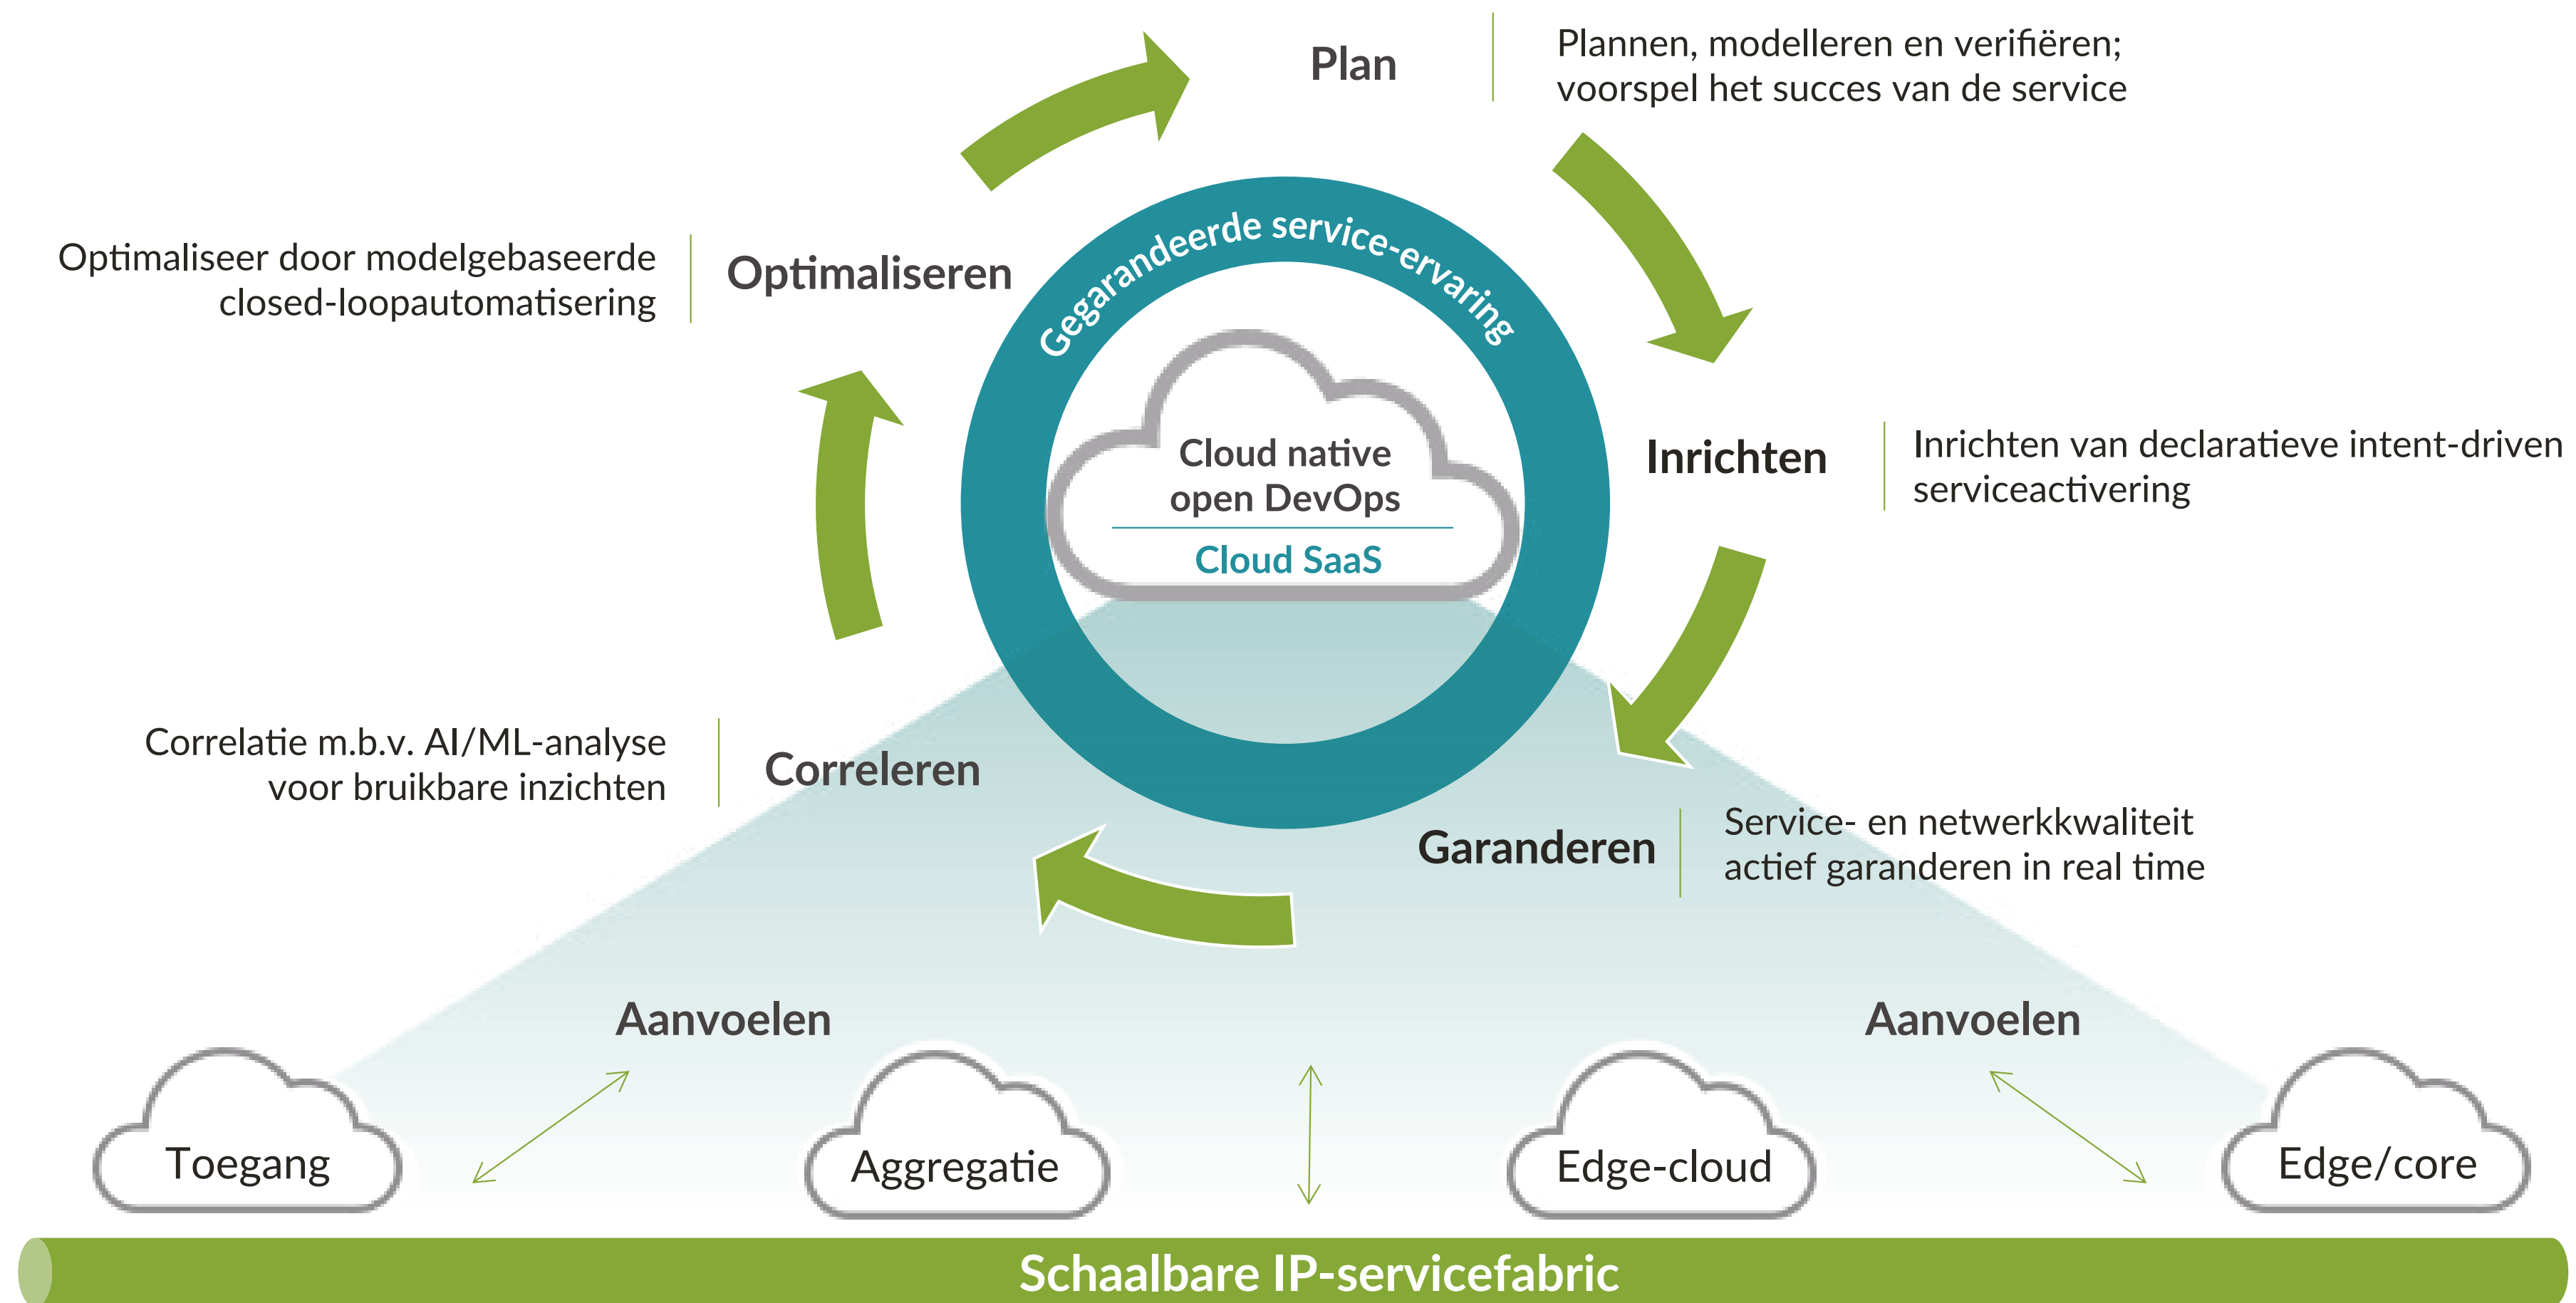 Plan
Plannen, modelleren en verifiëren;
voorspel het succes van de service
Optimaliseer door modelgebaseerde
closed-loopautomatisering
Optimaliseren
Gegarandeerde service-ervaring
Cloud native
open DevOps
Cloud SaaS
Inrichten
Inrichten van declaratieve intent-driven
serviceactivering
Correlatie m.b.v. AI/ML-analyse
voor bruikbare inzichten
Correleren
Garanderen
Service- en netwerkkwaliteit
actief garanderen in real time
Aanvoelen
Aanvoelen
Toegang
Aggregatie
Edge-cloud
Edge/core
Schaalbare IP-servicefabric